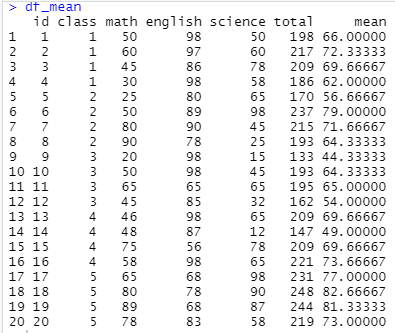 > df_mean
id class math english science total mean
1 1 1 50 98 50 198 66.00000
2 2 1 60 97 60 217 72.33333
3 3 1 45 86 78 209 69.66667
4 4 1 30 98 58 186 62.00000
5 5 2 25 80 65 170 56.66667
6 6 2 50 89 98 237 79.00000
7 7 2 80 90 45 215 71.66667
8 8 2 90 78 25 193 64.33333
9 9 3 20 98 15 133 44.33333
10 10 3 50 98 45 193 64.33333
11 11 3 65 65 65 195 65.00000
12 12 3 45 85 32 162 54.00000
13 13 4 46 98 65 209 69.66667
14 14 4 48 87 12 147 49.00000
15 15 4 75 56 78 209 69.66667
16 16 4 58 98 65 221 73.66667
17 17 5 65 68 98 231 77.00000
18 18 5 80 78 90 248 82.66667
19 19 5 89 68 87 244 81.33333
20 20 5 78 83 58 219 73.00000